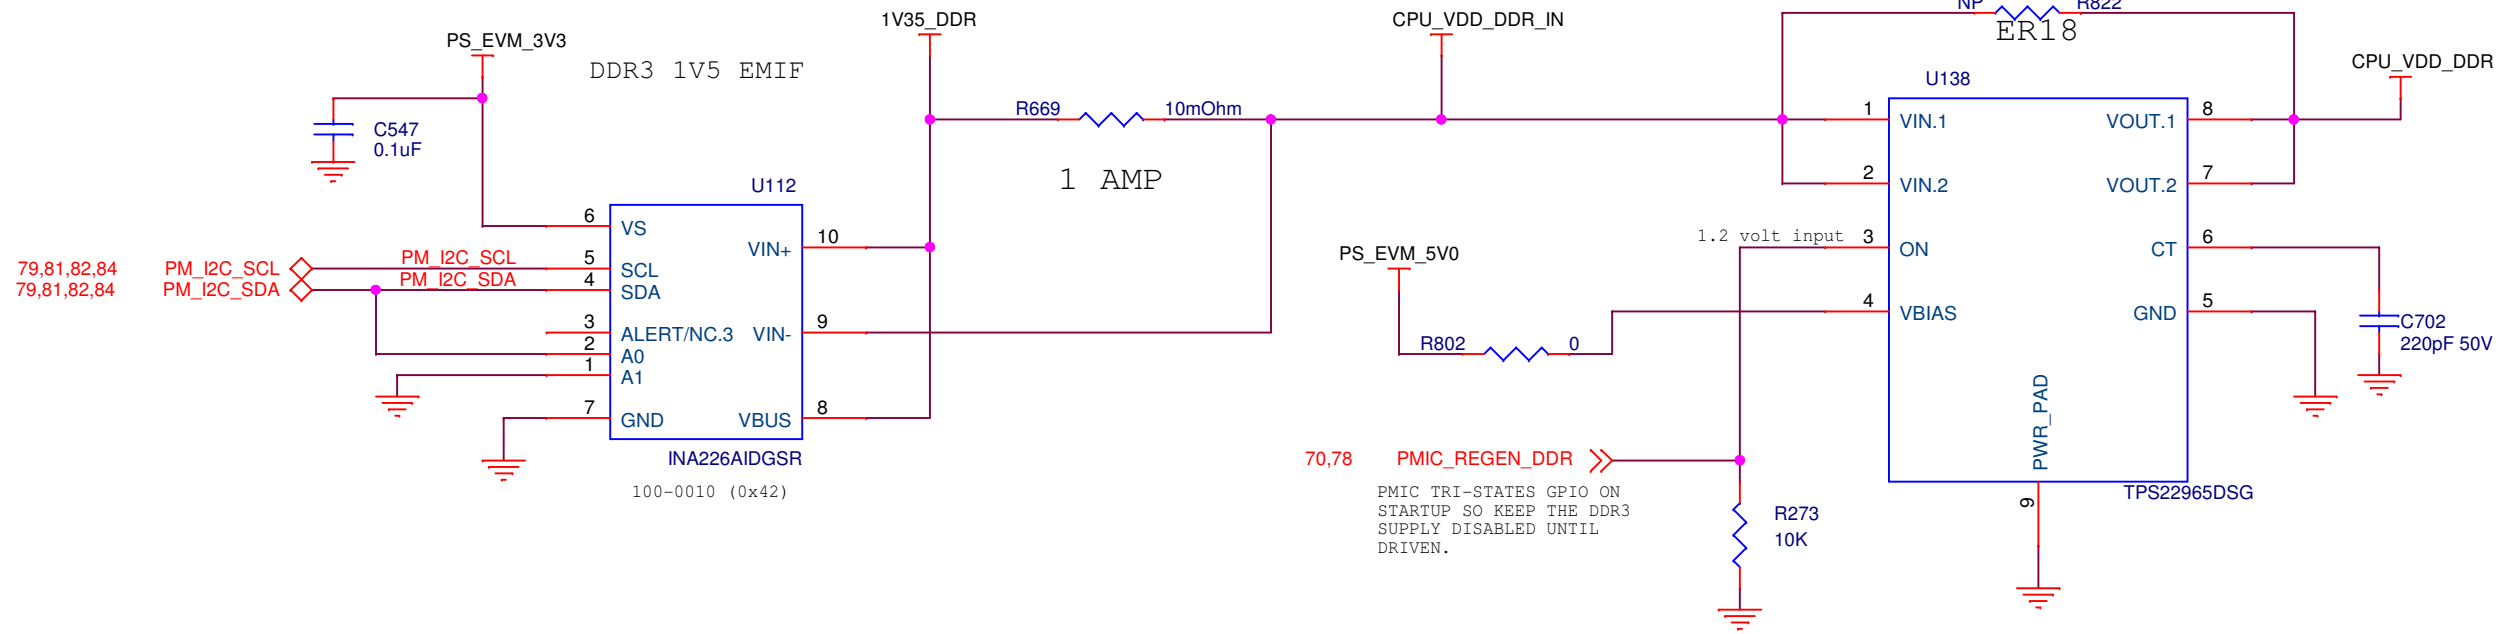 NP R822
ER18
1V35_DDR
CPU_VDD_DDR_IN
PS_EVM_3V3
DDR3 1V5 EMIF
CPU_VDD_DDR
U138
R669 10mOhm
C547
0.1uF
1 AMP
U112
6 VS
5 SCL
4 SDA
3 ALERT/NC.3
2 A0
1 A1
7 GND
VIN+ 10
VIN- 9
VBUS 8
INA226AIDGSR
100-0010 (0x42)
79,81,82,84 PM_I2C_SCL PM_I2C_SCL
79,81,82,84 PM_I2C_SDA PM_I2C_SDA
1 VIN.1
2 VIN.2
1.2 volt input 3 ON
4 VBIAS
VOUT.1 8
VOUT.2 7
CT 6
GND 5
PWR_PAD
9
TPS22965DSG
PS_EVM_5V0
R802 0
C702
220pF 50V
70,78 PMIC_REGEN_DDR
PMIC TRI-STATES GPIO ON
STARTUP SO KEEP THE DDR3
SUPPLY DISABLED UNTIL
DRIVEN.
R273
10K